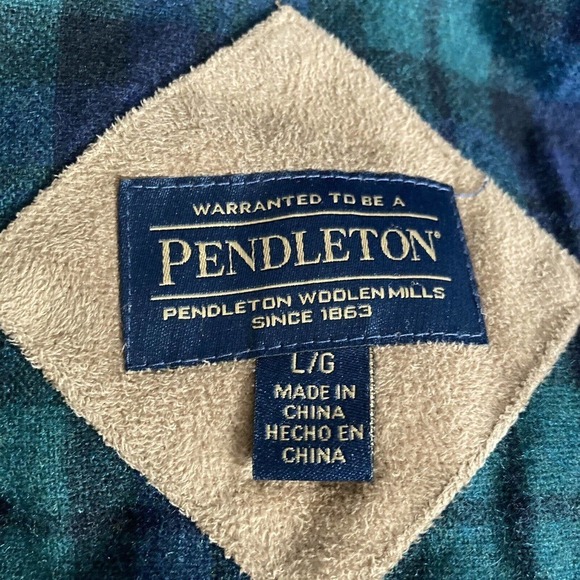 WARRANTED TO BE A
PENDLETON®
PENDLETON WOOLEN MILLS
SINCE 1863
L/G
MADE IN
CHINA
HECHO EN
CHINA